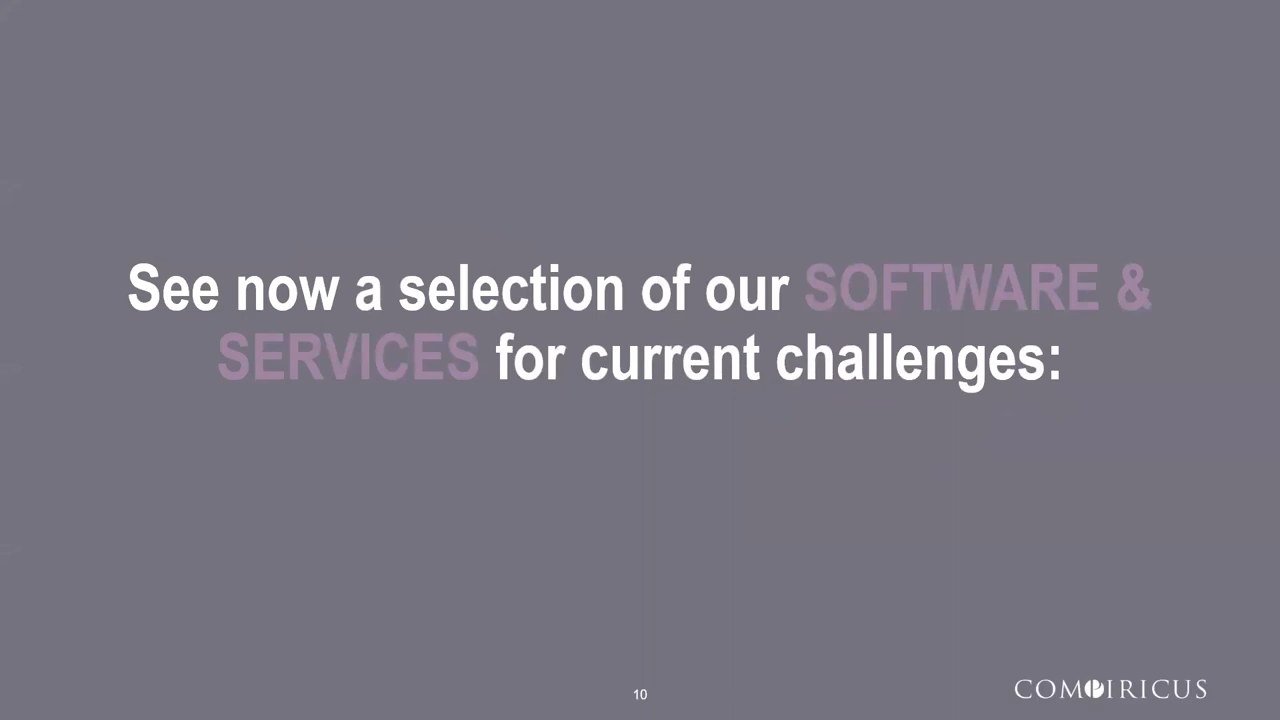 See now a selection of our SOFTWARE &
SERVICES for current challenges:
10
COMPIRICUS